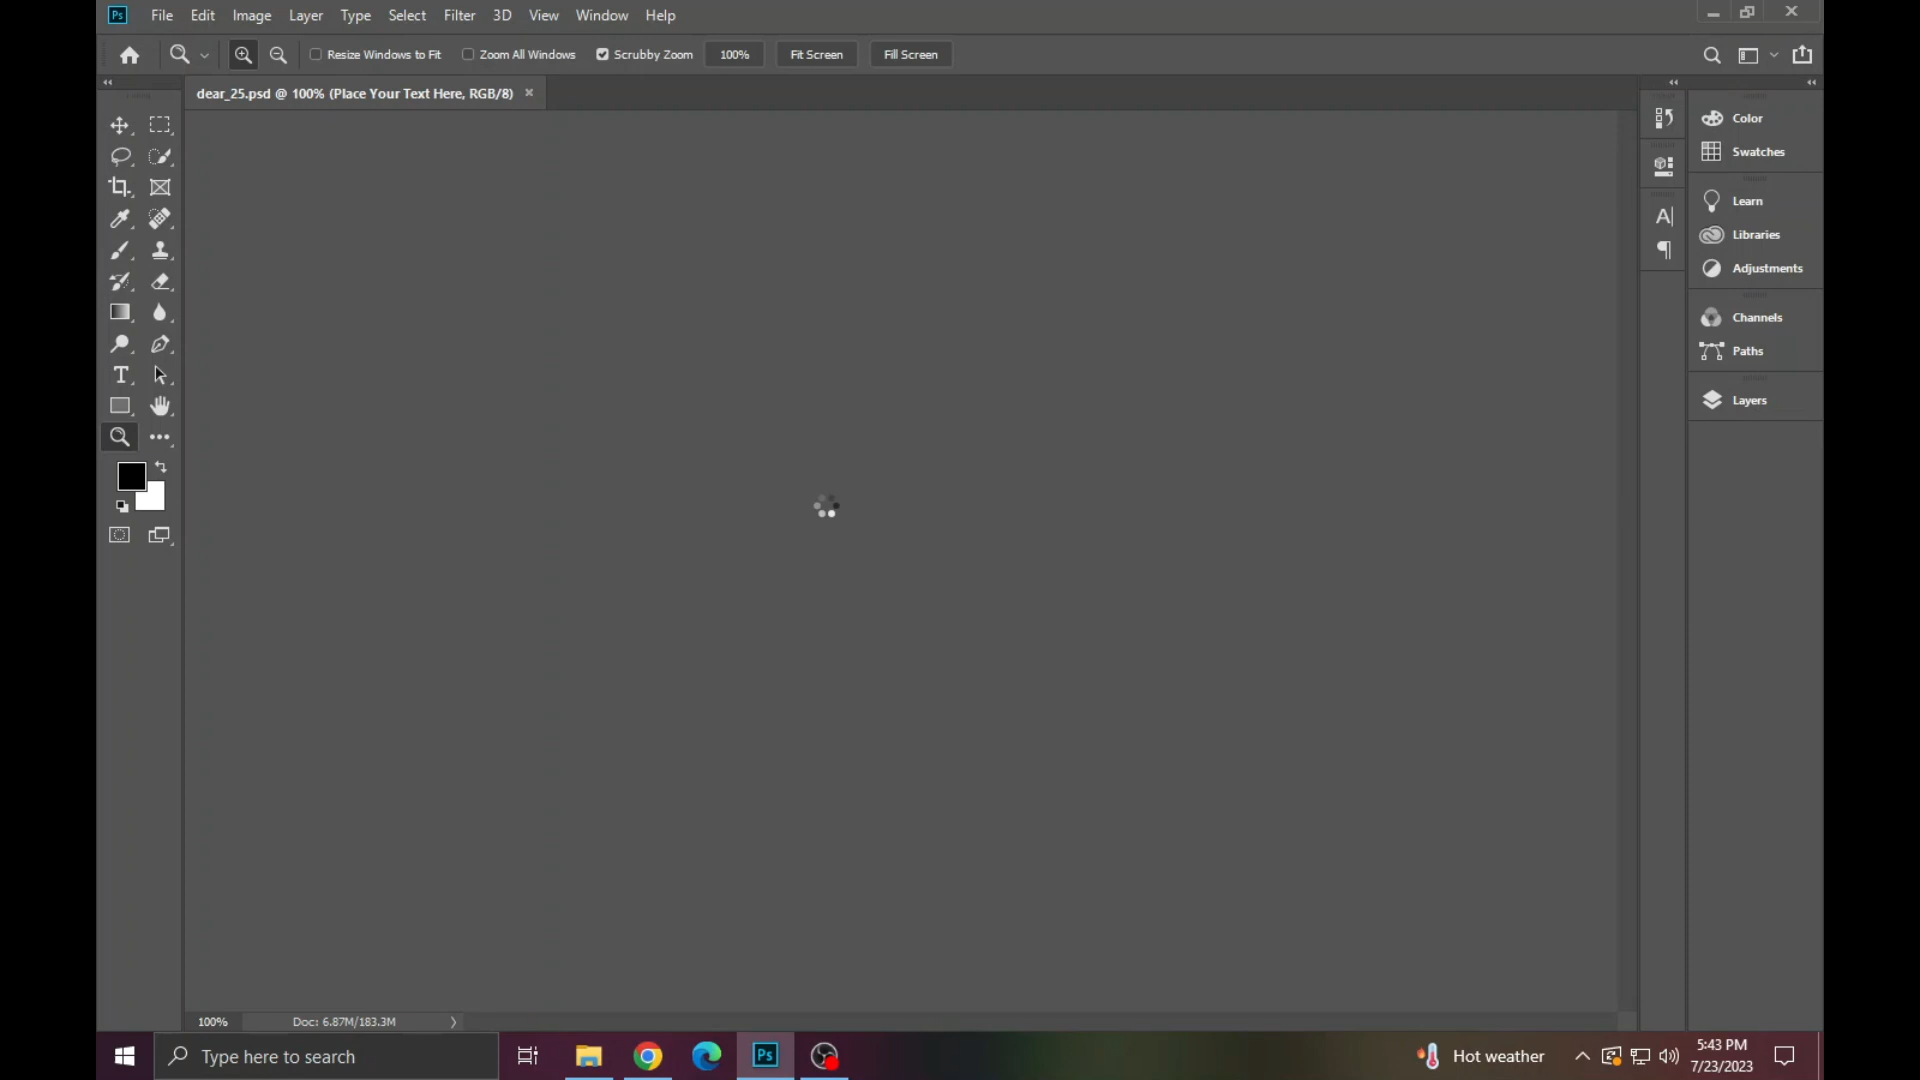 Ps File Edit Image Layer Type Select Filter 3D View Window Help
Resize Windows to Fit Zoom All Windows Scrubby Zoom 100% Fit Screen Fill Screen
dear_25.psd @ 100% (Place Your Text Here, RGB/8) ×
Color
Swatches
Learn
Libraries
Adjustments
Channels
Paths
Layers
100% Doc: 6.87M/183.3M
Type here to search
Ps
Hot weather
5:43 PM
7/23/2023